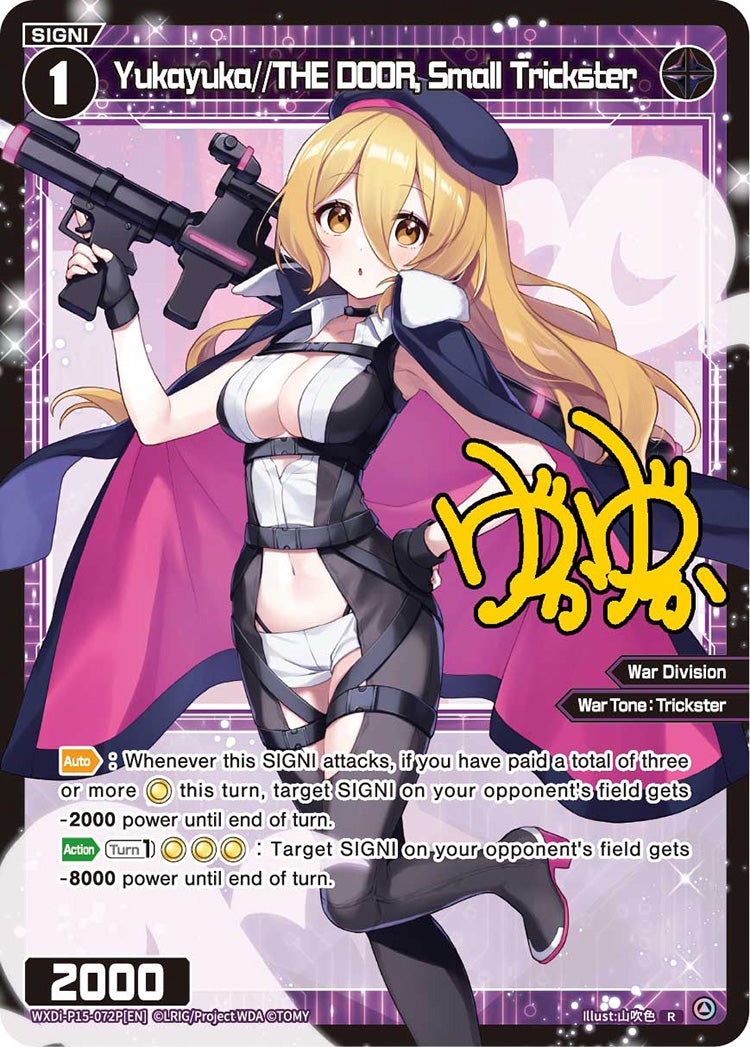 SIGNI
1 Yukayuka//THE DOOR, Small Trickster
ゆかゆか
War Division
War Tone：Trickster
Auto：Whenever this SIGNI attacks, if you have paid a total of three
or more this turn, target SIGNI on your opponent's field gets
-2000 power until end of turn.
Action Turn 1：Target SIGNI on your opponent's field gets
-8000 power until end of turn.
2000
WXDi-P15-072P[EN] ©LRIG/Project WDA ©TOMY
Illust:山吹色 R